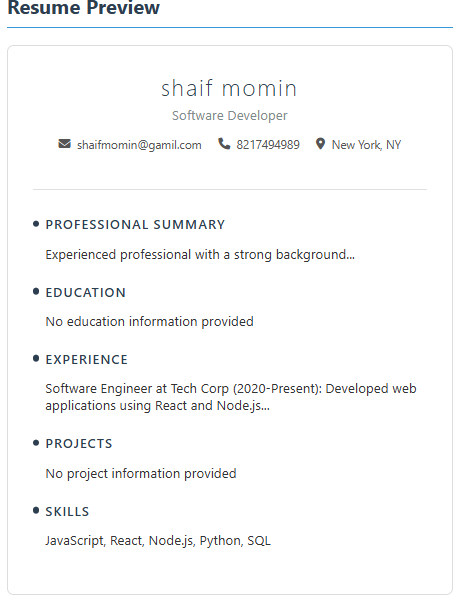 Resume Preview
shaif momin
Software Developer
shaifmomin@gamil.com 8217494989 New York, NY
PROFESSIONAL SUMMARY
Experienced professional with a strong background...
EDUCATION
No education information provided
EXPERIENCE
Software Engineer at Tech Corp (2020-Present): Developed web
applications using React and Node.js...
PROJECTS
No project information provided
SKILLS
JavaScript, React, Node.js, Python, SQL